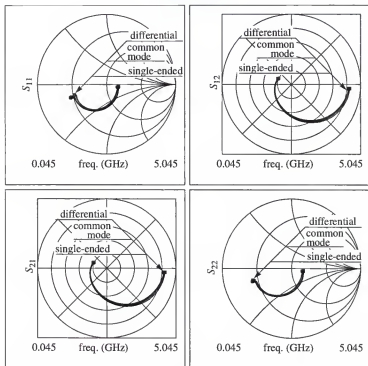 differential
common
mode
single-ended
S11
0.045
freq. (GHz)
5.045
differential
common
mode
single-ended
S12
0.045
freq. (GHz)
5.045
differential
common
mode
single-ended
S21
0.045
freq. (GHz)
5.045
differential
common
mode
single-ended
S22
0.045
freq. (GHz)
5.045